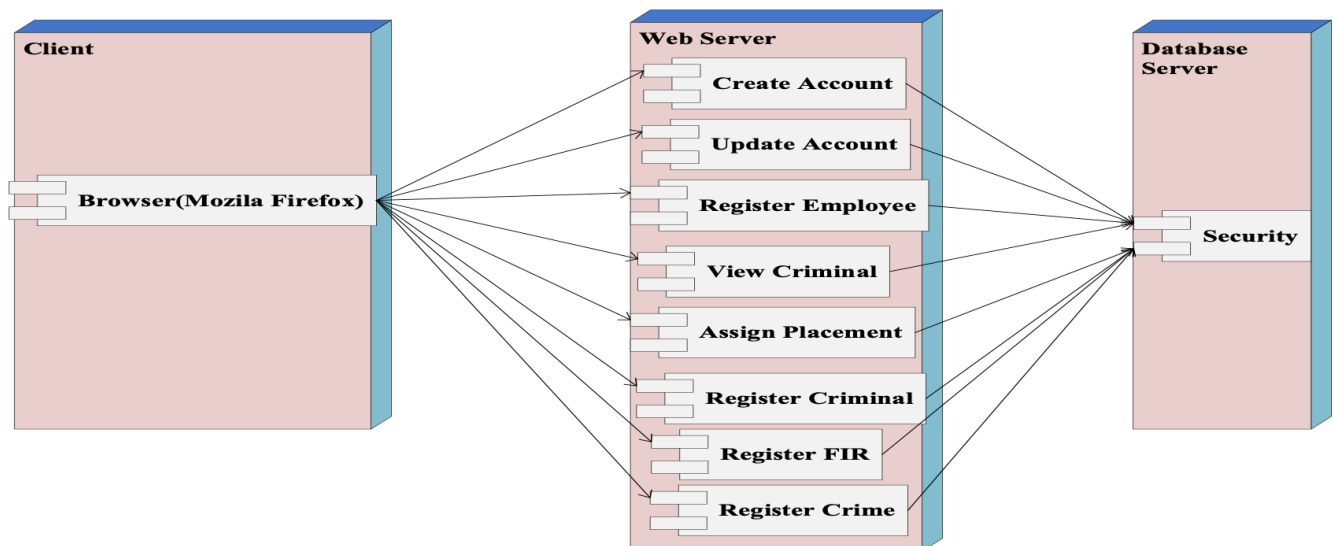 Client
Browser(Mozila Firefox)
Web Server
Create Account
Update Account
Register Employee
View Criminal
Assign Placement
Register Criminal
Register FIR
Register Crime
Database
Server
Security